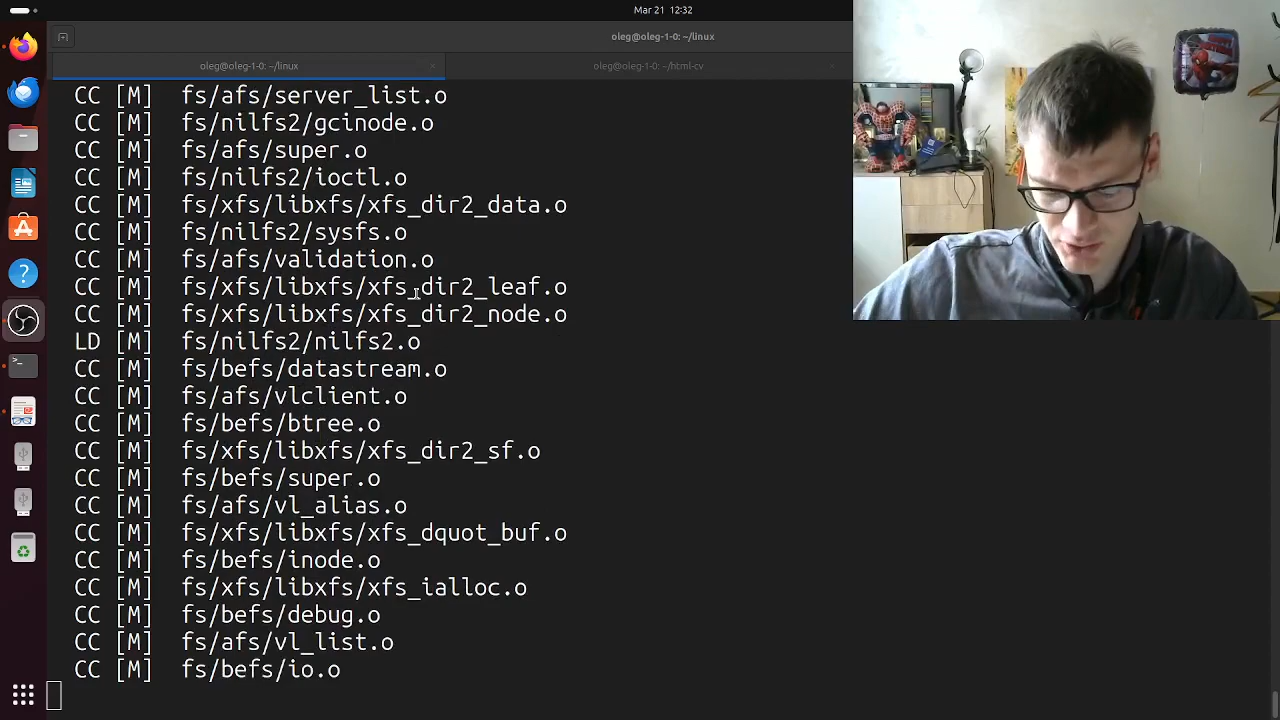 Mar 21 12:32
oleg@oleg-1-0: ~/linux
oleg@oleg-1-0: ~/linux
oleg@oleg-1-0: ~/html-cv
CC [M] fs/afs/server_list.o
CC [M] fs/nilfs2/gcinode.o
CC [M] fs/afs/super.o
CC [M] fs/nilfs2/ioctl.o
CC [M] fs/xfs/libxfs/xfs_dir2_data.o
CC [M] fs/nilfs2/sysfs.o
CC [M] fs/afs/validation.o
CC [M] fs/xfs/libxfs/xfs_dir2_leaf.o
CC [M] fs/xfs/libxfs/xfs_dir2_node.o
LD [M] fs/nilfs2/nilfs2.o
CC [M] fs/befs/datastream.o
CC [M] fs/afs/vlclient.o
CC [M] fs/befs/btree.o
CC [M] fs/xfs/libxfs/xfs_dir2_sf.o
CC [M] fs/befs/super.o
CC [M] fs/afs/vl_alias.o
CC [M] fs/xfs/libxfs/xfs_dquot_buf.o
CC [M] fs/befs/inode.o
CC [M] fs/xfs/libxfs/xfs_ialloc.o
CC [M] fs/befs/debug.o
CC [M] fs/afs/vl_list.o
CC [M] fs/befs/io.o